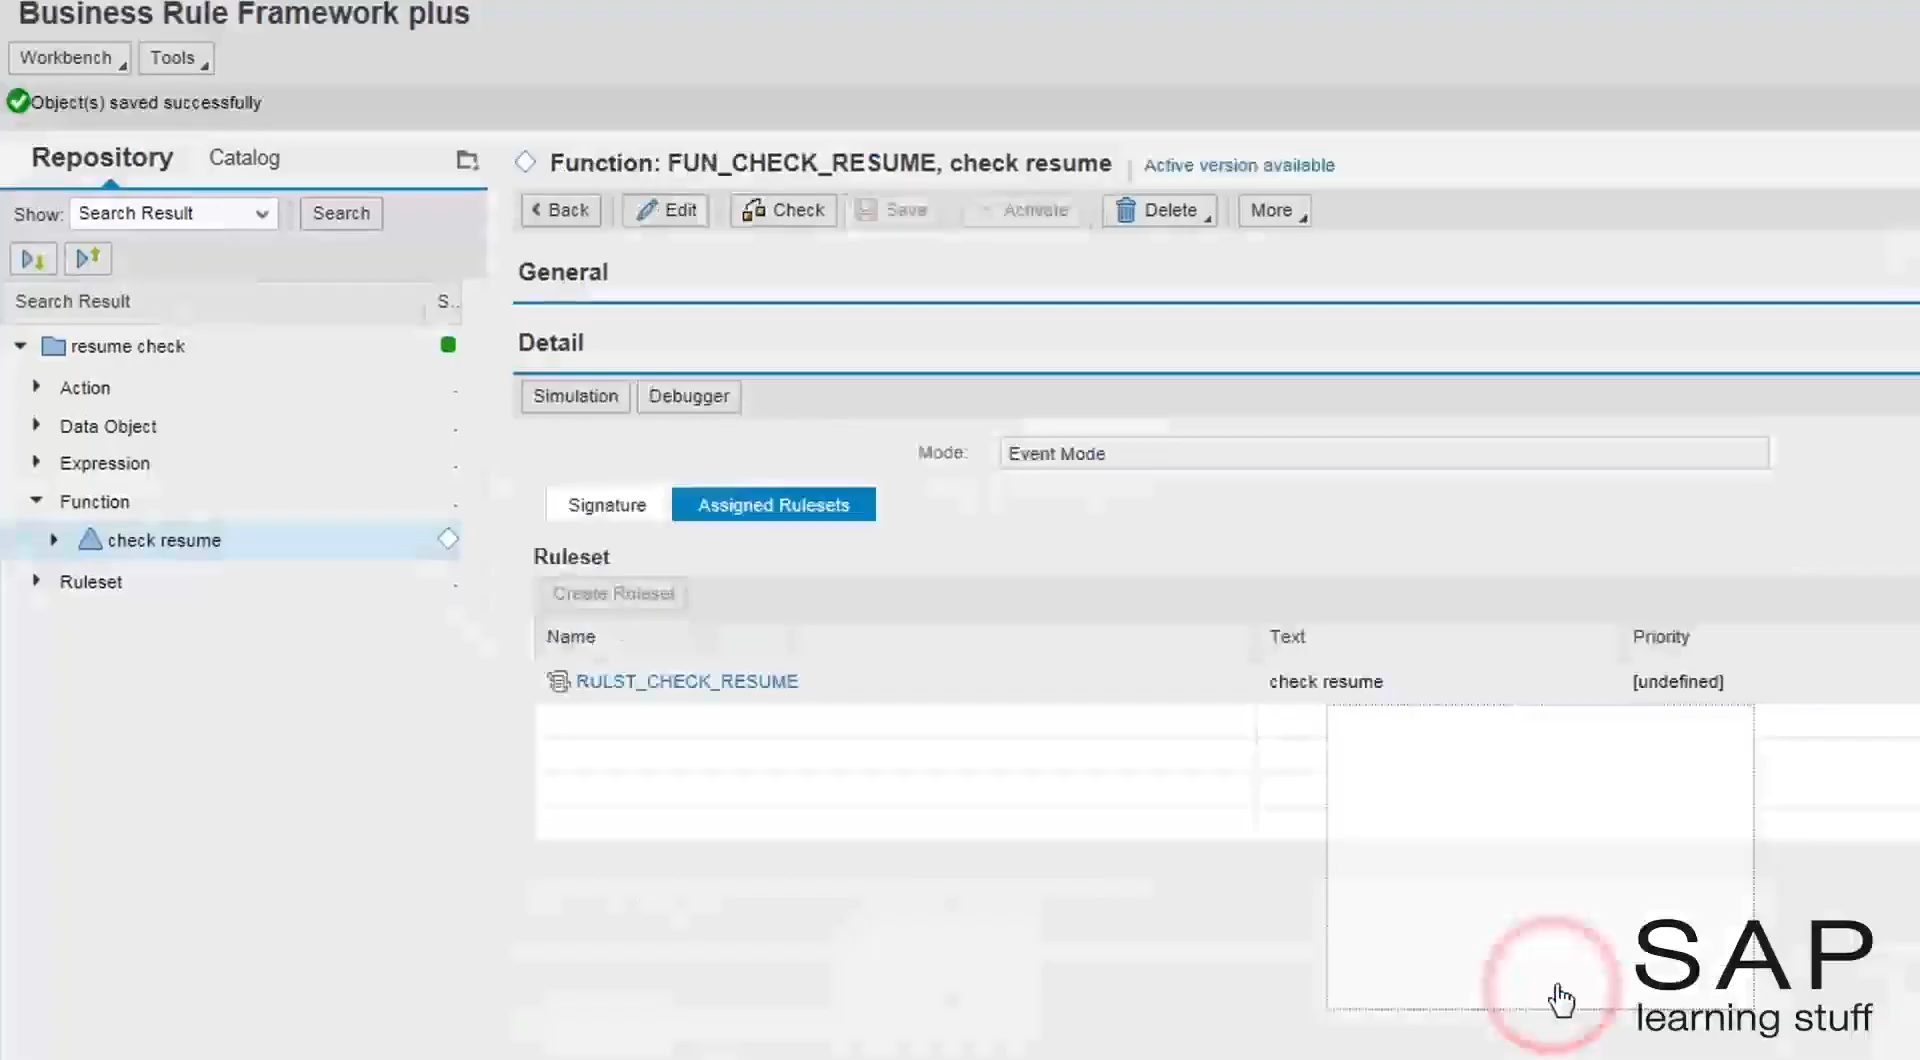 Business Rule Framework plus
Workbench Tools
Object(s) saved successfully
Repository Catalog
Show: Search Result Search
Search Result S..
resume check
Action
Data Object
Expression
Function
check resume
Ruleset
Function: FUN_CHECK_RESUME, check resume Active version available
Back Edit Check Save Activate Delete More
General
Detail
Simulation Debugger
Mode: Event Mode
Signature Assigned Rulesets
Ruleset
Create Ruleset
Name Text Priority
RULST_CHECK_RESUME check resume [undefined]
SAP
learning stuff